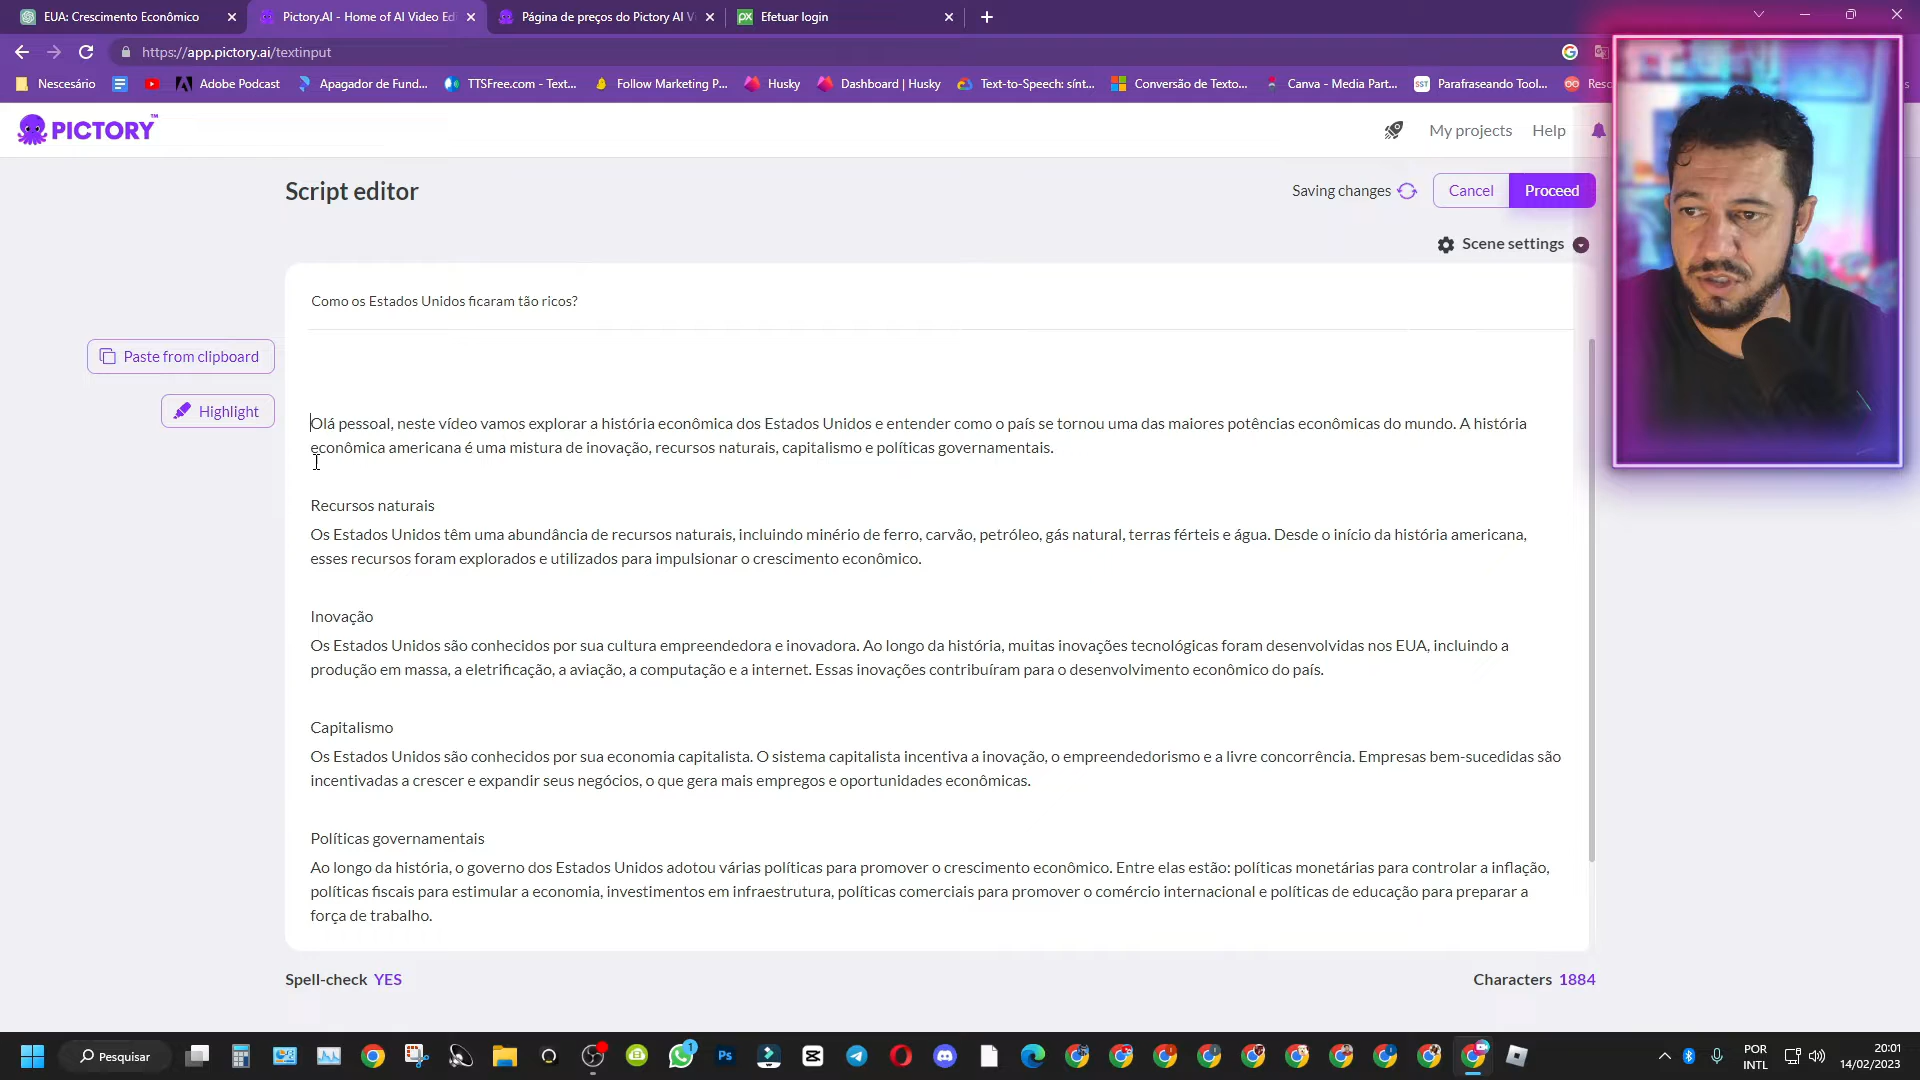 EUA: Crescimento Econômico
Pictory.AI - Home of AI Video Edi
Página de preços do Pictory AI V
Efetuar login
https://app.pictory.ai/textinput
Nescesário
Adobe Podcast
Apagador de Fund...
TTSFree.com - Text...
Follow Marketing P...
Husky
Dashboard | Husky
Text-to-Speech: sínt...
Conversão de Texto...
Canva - Media Part...
Parafraseando Tool...
PICTORY™
My projects
Help
Script editor
Saving changes
Cancel
Proceed
Scene settings
Como os Estados Unidos ficaram tão ricos?
Paste from clipboard
Highlight
Olá pessoal, neste vídeo vamos explorar a história econômica dos Estados Unidos e entender como o país se tornou uma das maiores potências econômicas do mundo. A história
econômica americana é uma mistura de inovação, recursos naturais, capitalismo e políticas governamentais.
Recursos naturais
Os Estados Unidos têm uma abundância de recursos naturais, incluindo minério de ferro, carvão, petróleo, gás natural, terras férteis e água. Desde o início da história americana,
esses recursos foram explorados e utilizados para impulsionar o crescimento econômico.
Inovação
Os Estados Unidos são conhecidos por sua cultura empreendedora e inovadora. Ao longo da história, muitas inovações tecnológicas foram desenvolvidas nos EUA, incluindo a
produção em massa, a eletrificação, a aviação, a computação e a internet. Essas inovações contribuíram para o desenvolvimento econômico do país.
Capitalismo
Os Estados Unidos são conhecidos por sua economia capitalista. O sistema capitalista incentiva a inovação, o empreendedorismo e a livre concorrência. Empresas bem-sucedidas são
incentivadas a crescer e expandir seus negócios, o que gera mais empregos e oportunidades econômicas.
Políticas governamentais
Ao longo da história, o governo dos Estados Unidos adotou várias políticas para promover o crescimento econômico. Entre elas estão: políticas monetárias para controlar a inflação,
políticas fiscais para estimular a economia, investimentos em infraestrutura, políticas comerciais para promover o comércio internacional e políticas de educação para preparar a
força de trabalho.
Spell-check YES
Characters 1884
Pesquisar
1
Ps
POR
INTL
20:01
14/02/2023